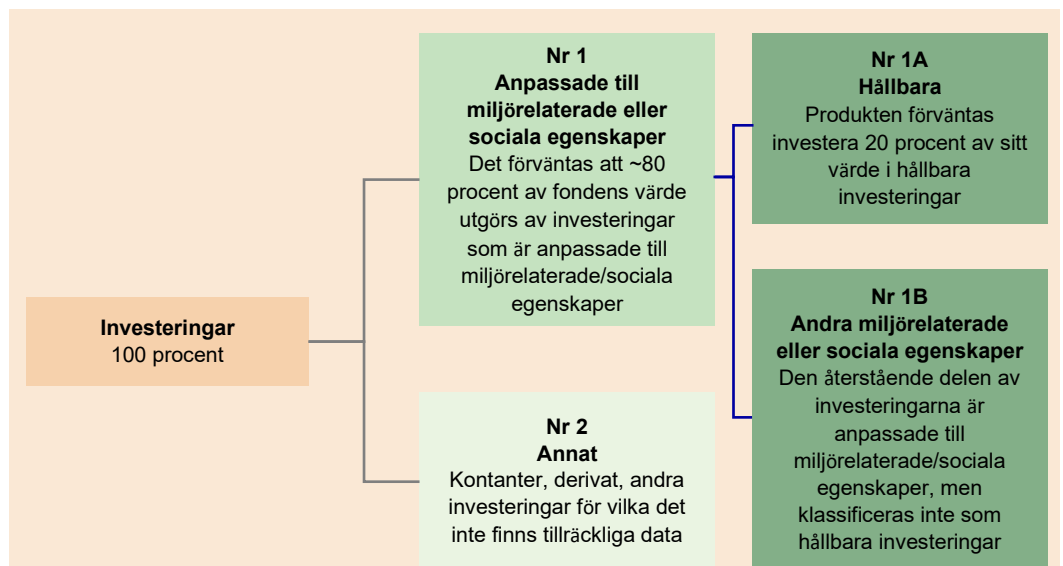 Investeringar
100 procent
Nr 1
Anpassade till
miljörelaterade eller
sociala egenskaper
Det förväntas att ~80
procent av fondens värde
utgörs av investeringar
som är anpassade till
miljörelaterade/sociala
egenskaper
Nr 2
Annat
Kontanter, derivat, andra
investeringar för vilka det
inte finns tillräckliga data
Nr 1A
Hållbara
Produkten förväntas
investera 20 procent av sitt
värde i hållbara
investeringar
Nr 1B
Andra miljörelaterade
eller sociala egenskaper
Den återstående delen av
investeringarna är
anpassade till
miljörelaterade/sociala
egenskaper, men
klassificeras inte som
hållbara investeringar